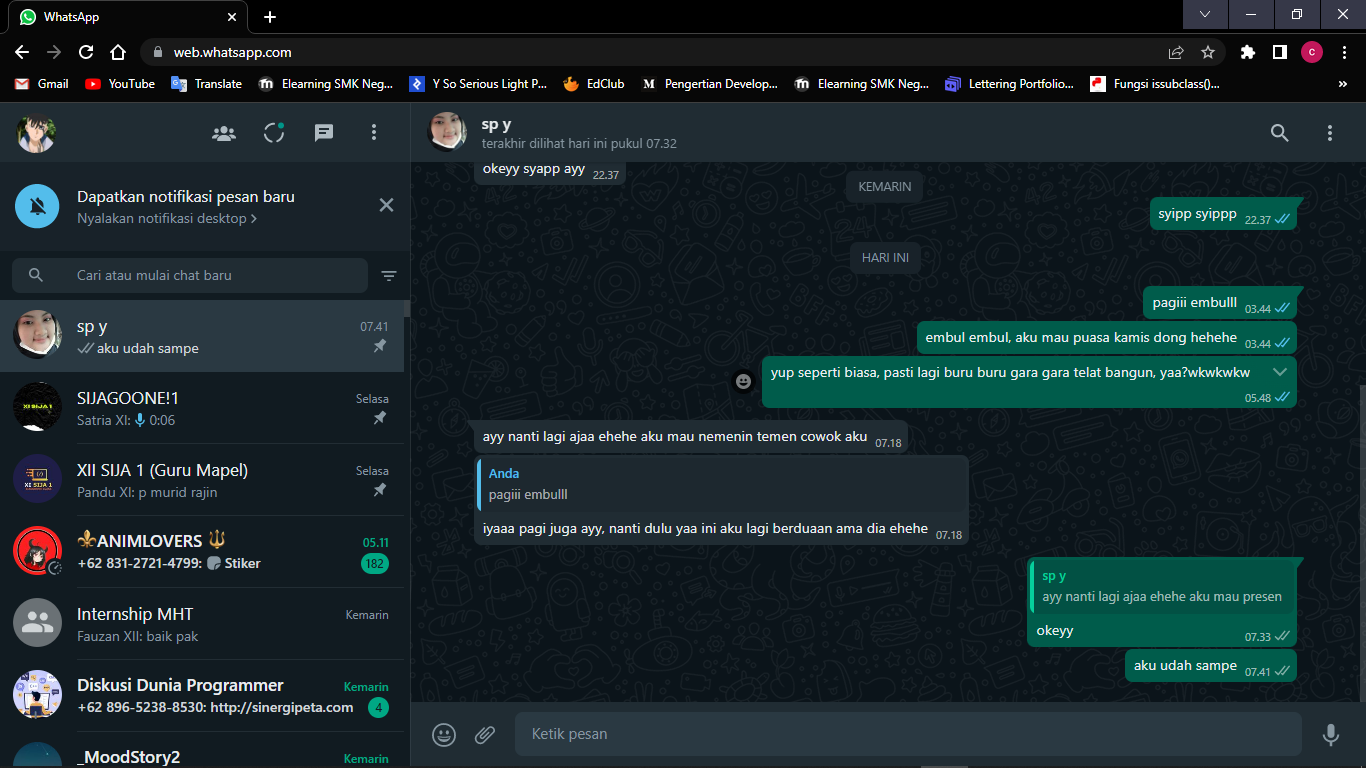 WhatsApp
web.whatsapp.com
c
Gmail
YouTube
Translate
Elearning SMK Neg...
Y So Serious Light P...
EdClub
Pengertian Develop...
Elearning SMK Neg...
Lettering Portfolio...
Fungsi issubclass()...
»
sp y
terakhir dilihat hari ini pukul 07.32
Dapatkan notifikasi pesan baru
Nyalakan notifikasi desktop >
Cari atau mulai chat baru
sp y 07.41
aku udah sampe
SIJAGOONE!1 Selasa
Satria XI: 0:06
XII SIJA 1 (Guru Mapel) Selasa
Pandu XI: p murid rajin
⚜ANIMLOVERS 🔱 05.11
+62 831-2721-4799: Stiker 182
Internship MHT Kemarin
Fauzan XII: baik pak
Diskusi Dunia Programmer Kemarin
+62 896-5238-8530: http://sinergipeta.com 4
_MoodStory2 Kemarin
okeyy syapp ayy 22.37
KEMARIN
syipp syippp 22.37
HARI INI
pagiii embulll 03.44
embul embul, aku mau puasa kamis dong hehehe 03.44
yup seperti biasa, pasti lagi buru buru gara gara telat bangun, yaa?wkwkwkw
05.48
ayy nanti lagi ajaa ehehe aku mau nemenin temen cowok aku 07.18
Anda
pagiii embulll
iyaaa pagi juga ayy, nanti dulu yaa ini aku lagi berduaan ama dia ehehe 07.18
sp y
ayy nanti lagi ajaa ehehe aku mau presen
okeyy 07.33
aku udah sampe 07.41
Ketik pesan